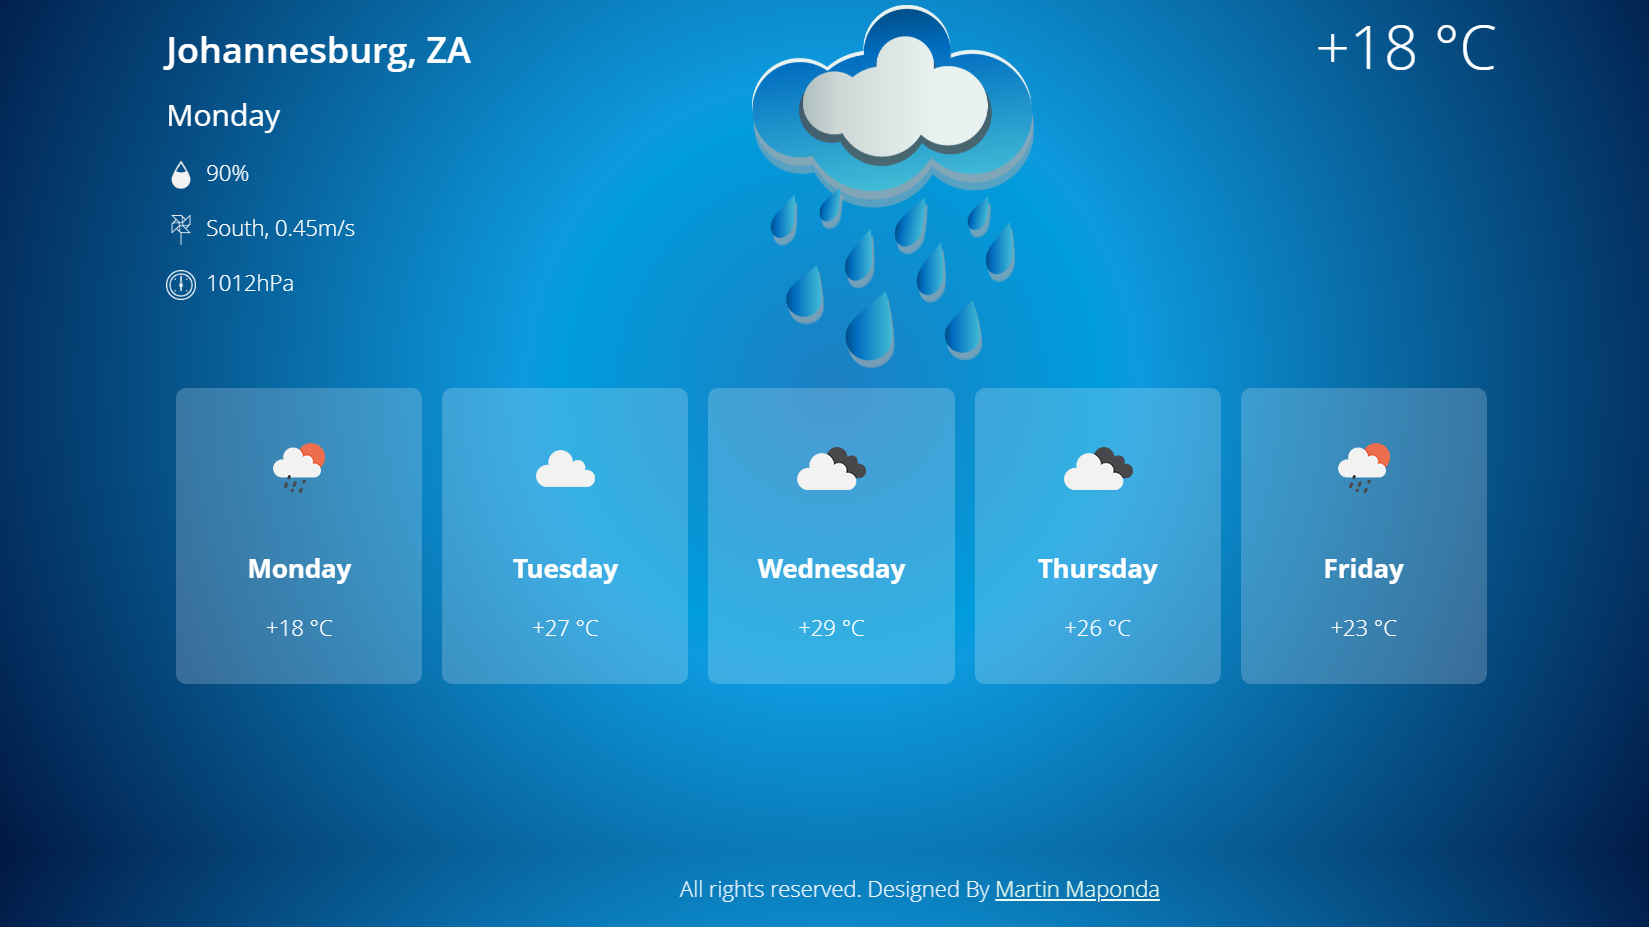 Johannesburg, ZA
+18 °C
Monday
90%
South, 0.45m/s
1012hPa
Monday
+18 °C
Tuesday
+27 °C
Wednesday
+29 °C
Thursday
+26 °C
Friday
+23 °C
All rights reserved. Designed By Martin Maponda